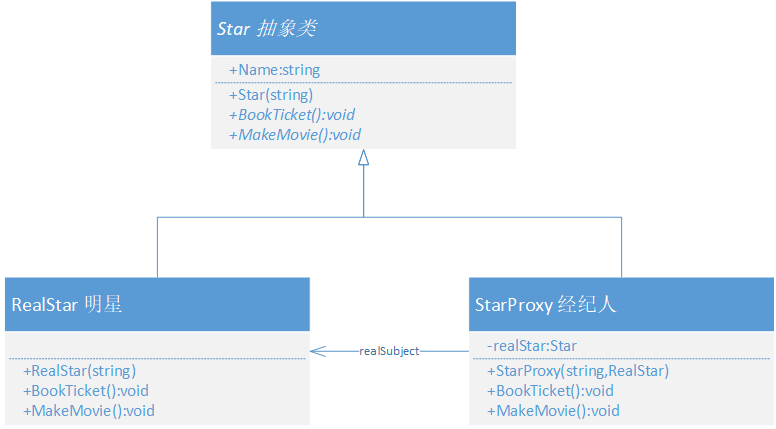 Star 抽象类
+Name:string
+Star(string)
+BookTicket():void
+MakeMovie():void
RealStar 明星
+RealStar(string)
+BookTicket():void
+MakeMovie():void
realSubject
StarProxy 经纪人
-realStar:Star
+StarProxy(string,RealStar)
+BookTicket():void
+MakeMovie():void